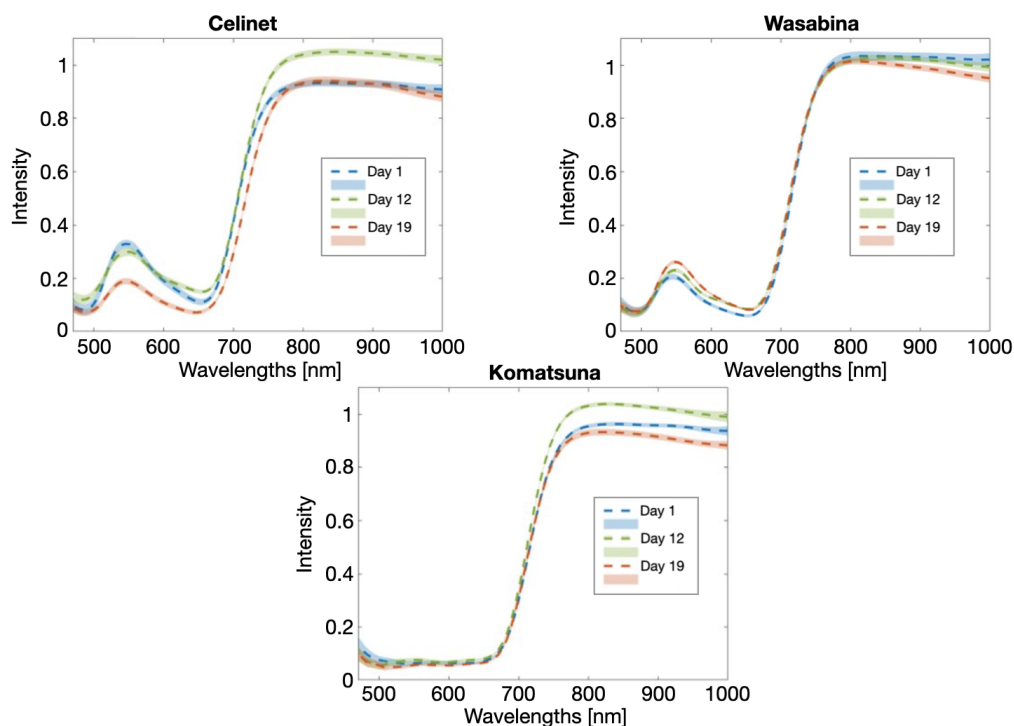 Celinet
1
0.8
0.6
0.4
0.2
0
Intensity
Day 1
Day 12
Day 19
500 600 700 800 900 1000
Wavelengths [nm]
Wasabina
1
0.8
0.6
0.4
0.2
0
Intensity
Day 1
Day 12
Day 19
500 600 700 800 900 1000
Wavelengths [nm]
Komatsuna
1
0.8
0.6
0.4
0.2
0
Intensity
Day 1
Day 12
Day 19
500 600 700 800 900 1000
Wavelengths [nm]